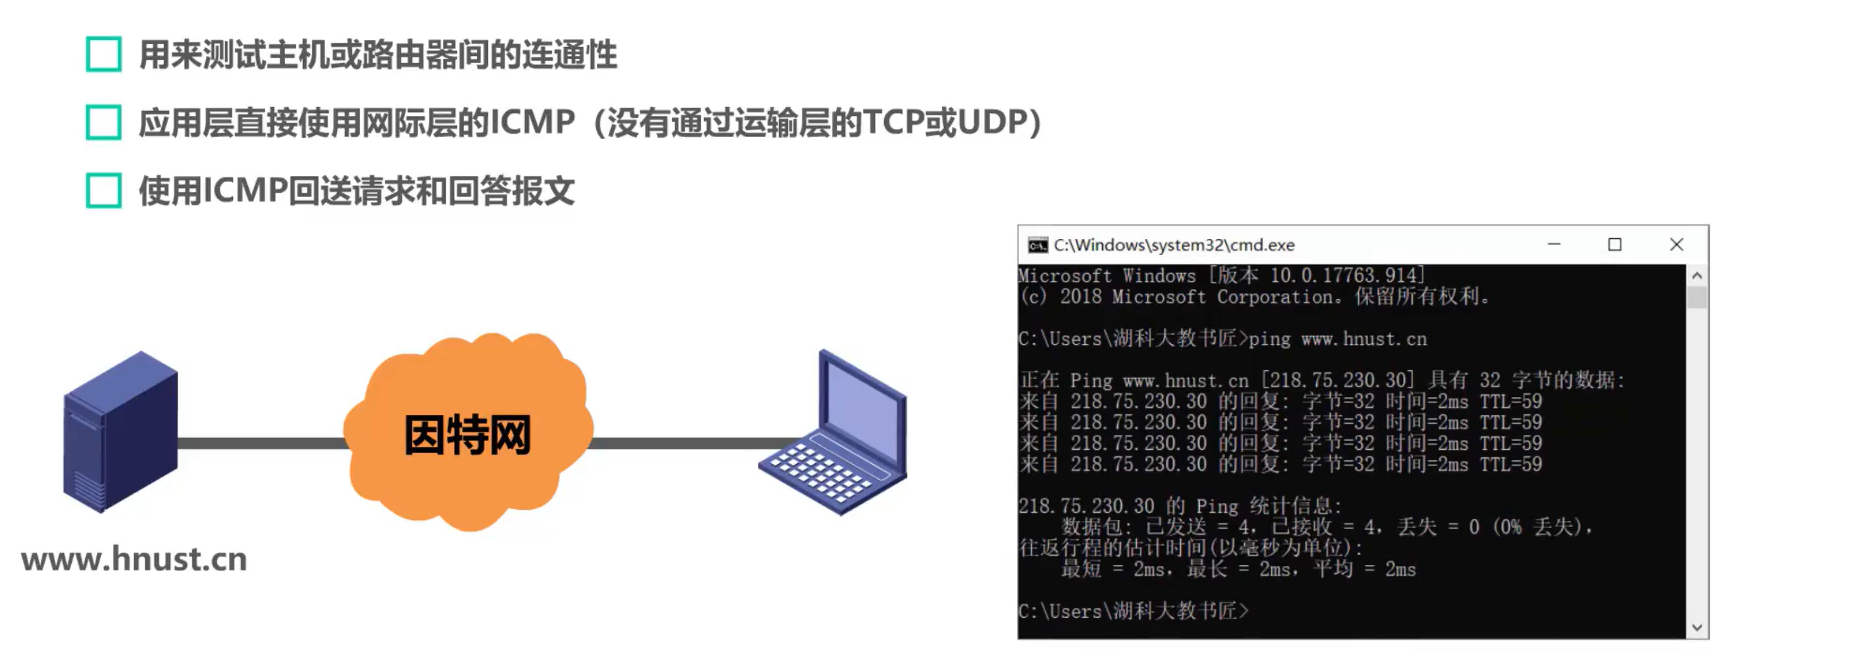 用来测试主机或路由器间的连通性
应用层直接使用网际层的ICMP（没有通过运输层的TCP或UDP）
使用ICMP回送请求和回答报文
因特网
www.hnust.cn
C:\Windows\system32\cmd.exe
Microsoft Windows [版本 10.0.17763.914]
(c) 2018 Microsoft Corporation。保留所有权利。
C:\Users\湖科大教书匠>ping www.hnust.cn
正在 Ping www.hnust.cn [218.75.230.30] 具有 32 字节的数据:
来自 218.75.230.30 的回复: 字节=32 时间=2ms TTL=59
来自 218.75.230.30 的回复: 字节=32 时间=2ms TTL=59
来自 218.75.230.30 的回复: 字节=32 时间=2ms TTL=59
来自 218.75.230.30 的回复: 字节=32 时间=2ms TTL=59
218.75.230.30 的 Ping 统计信息:
数据包: 已发送 = 4，已接收 = 4，丢失 = 0 (0% 丢失)，
往返行程的估计时间(以毫秒为单位):
最短 = 2ms，最长 = 2ms，平均 = 2ms
C:\Users\湖科大教书匠>